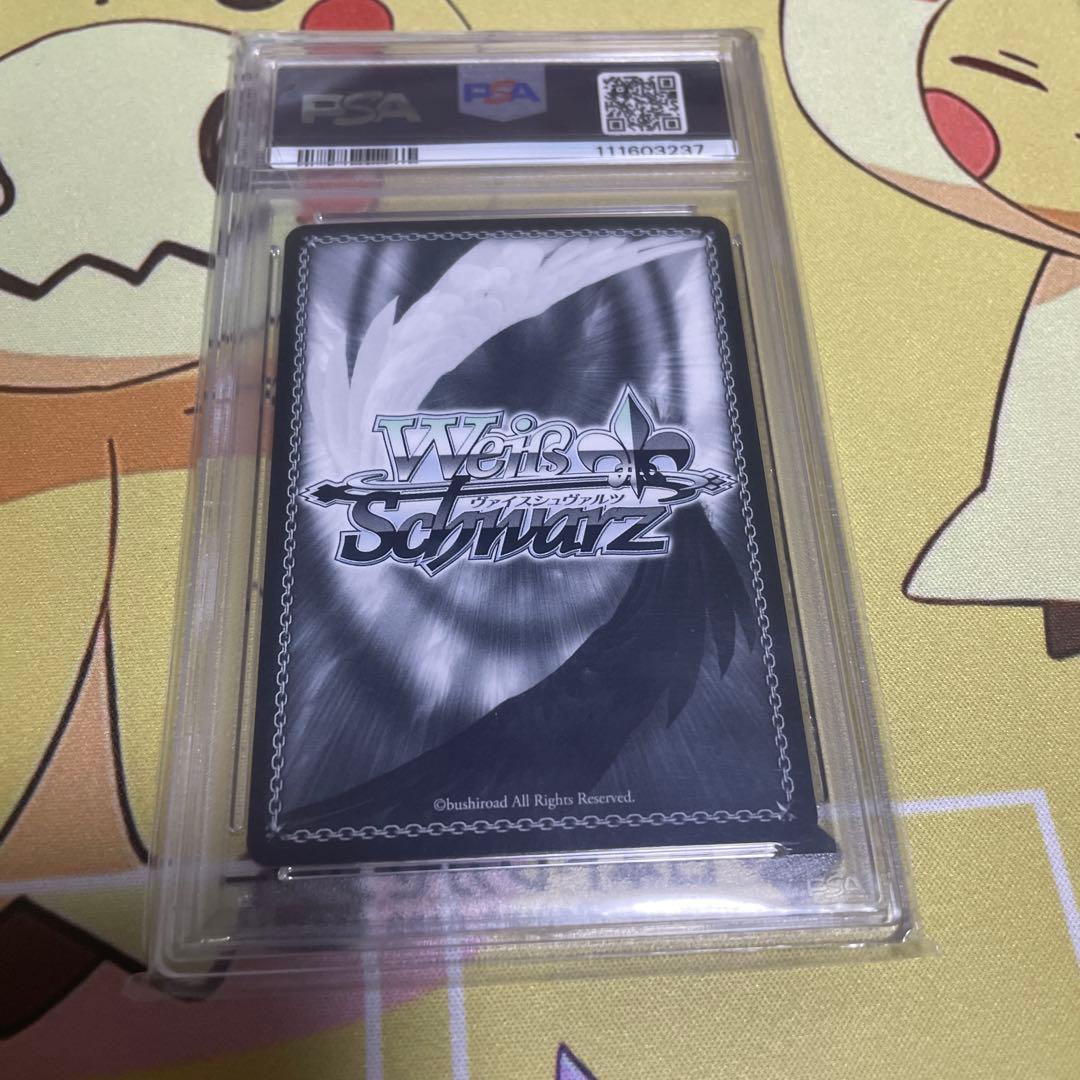 PSA
PSA
111603237
Weiß
ヴァイスシュヴァルツ
Schwarz
©bushiroad All Rights Reserved.
PSA